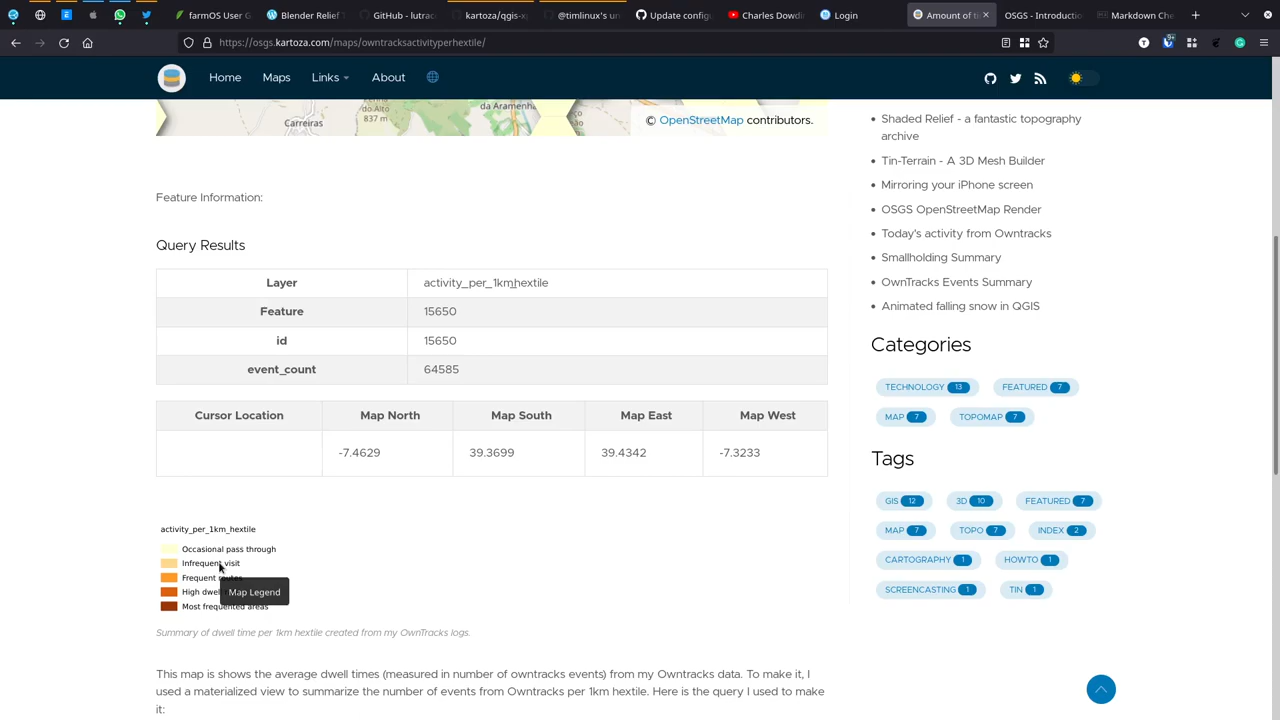 farmOS User G
Blender Relief
GitHub - lutrac
kartoza/qgis-x
@timlinux's un
Update config
Charles Dowdi
Login
Amount of ti
OSGS - Introductio
Markdown Che
https://osgs.kartoza.com/maps/owntracksactivityperhextile/
Home Maps Links About
Penha
do Alto
837 m
Carreiras
da Aramenha
© OpenStreetMap contributors.
Feature Information:
Query Results
Layer activity_per_1km_hextile
Feature 15650
id 15650
event_count 64585
Cursor Location Map North Map South Map East Map West
-7.4629 39.3699 39.4342 -7.3233
activity_per_1km_hextile
Occasional pass through
Infrequent visit
Frequent routes
High dwel
Most frequented areas
Map Legend
Summary of dwell time per 1km hextile created from my OwnTracks logs.
This map is shows the average dwell times (measured in number of owntracks events) from my Owntracks data. To make it, I
used a materialized view to summarize the number of events from Owntracks per 1km hextile. Here is the query I used to make
it:
Shaded Relief - a fantastic topography
archive
Tin-Terrain - A 3D Mesh Builder
Mirroring your iPhone screen
OSGS OpenStreetMap Render
Today's activity from Owntracks
Smallholding Summary
OwnTracks Events Summary
Animated falling snow in QGIS
Categories
TECHNOLOGY 13 FEATURED 7
MAP 7 TOPOMAP 7
Tags
GIS 12 3D 10 FEATURED 7
MAP 7 TOPO 7 INDEX 2
CARTOGRAPHY 1 HOWTO 1
SCREENCASTING 1 TIN 1